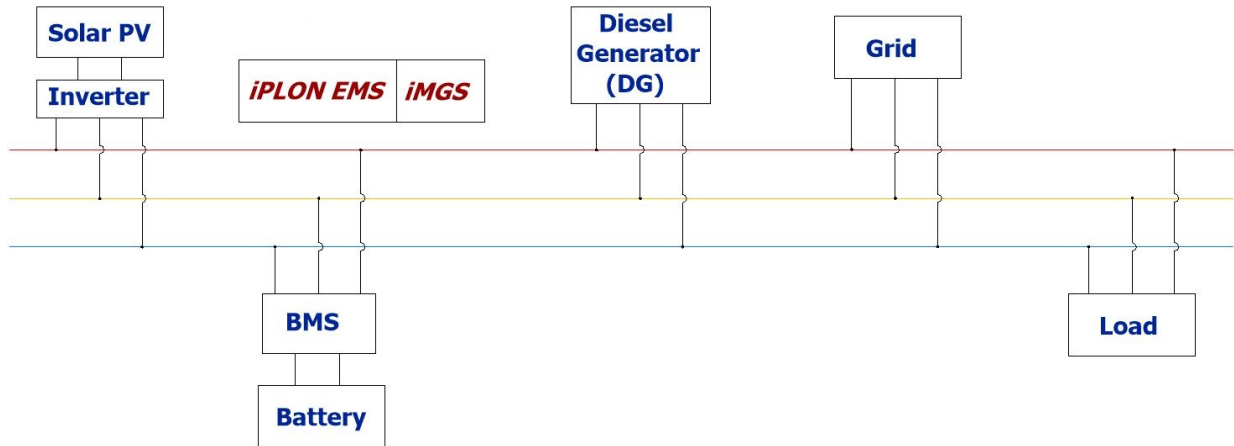 Solar PV
Inverter
iPLON EMS
iMGS
Diesel
Generator
(DG)
Grid
BMS
Battery
Load